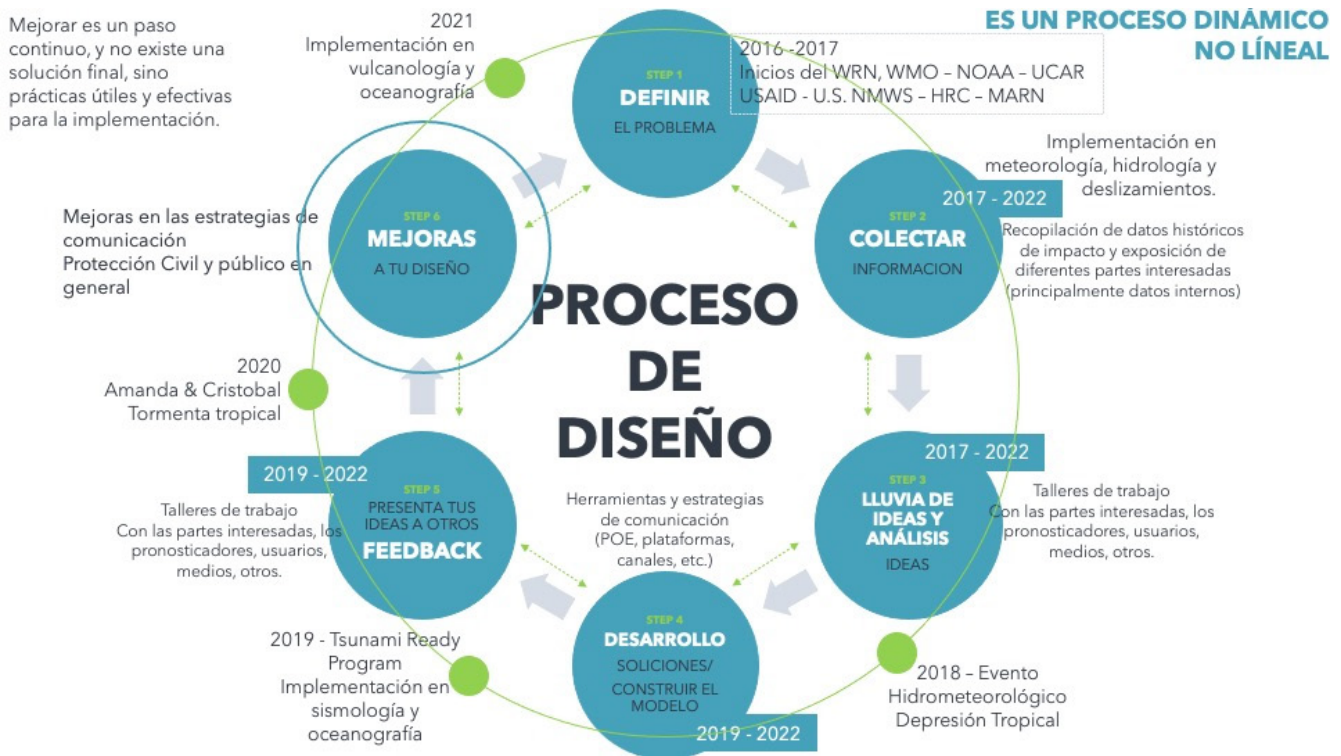 Mejorar es un paso
continuo, y no existe una
solución final, sino
prácticas útiles y efectivas
para la implementación.
2021
Implementación en
vulcanología y
oceanografía
ES UN PROCESO DINÁMICO
NO LÍNEAL
STEP 1
DEFINIR
EL PROBLEMA
2016 -2017
Inicios del WRN, WMO – NOAA – UCAR
USAID - U.S. NMWS – HRC – MARN
Implementación en
meteorología, hidrología y
deslizamientos.
2017 - 2022
STEP 2
COLECTAR
INFORMACION
Recopilación de datos históricos
de impacto y exposición de
diferentes partes interesadas
(principalmente datos internos)
STEP 6
MEJORAS
A TU DISEÑO
Mejoras en las estrategias de
comunicación
Protección Civil y público en
general
PROCESO
DE
DISEÑO
2020
Amanda & Cristobal
Tormenta tropical
2017 - 2022
STEP 3
LLUVIA DE
IDEAS Y
ANÁLISIS
IDEAS
Talleres de trabajo
Con las partes interesadas, los
pronosticadores, usuarios,
medios, otros.
2019 - 2022
STEP 5
PRESENTA TUS
IDEAS A OTROS
FEEDBACK
Talleres de trabajo
Con las partes interesadas, los
pronosticadores, usuarios,
medios, otros.
Herramientas y estrategias
de comunicación
(POE, plataformas,
canales, etc.)
STEP 4
DESARROLLO
SOLICIONES/
CONSTRUIR EL
MODELO
2019 - 2022
2019 - Tsunami Ready
Program
Implementación en
sismología y
oceanografía
2018 – Evento
Hidrometeorológico
Depresión Tropical